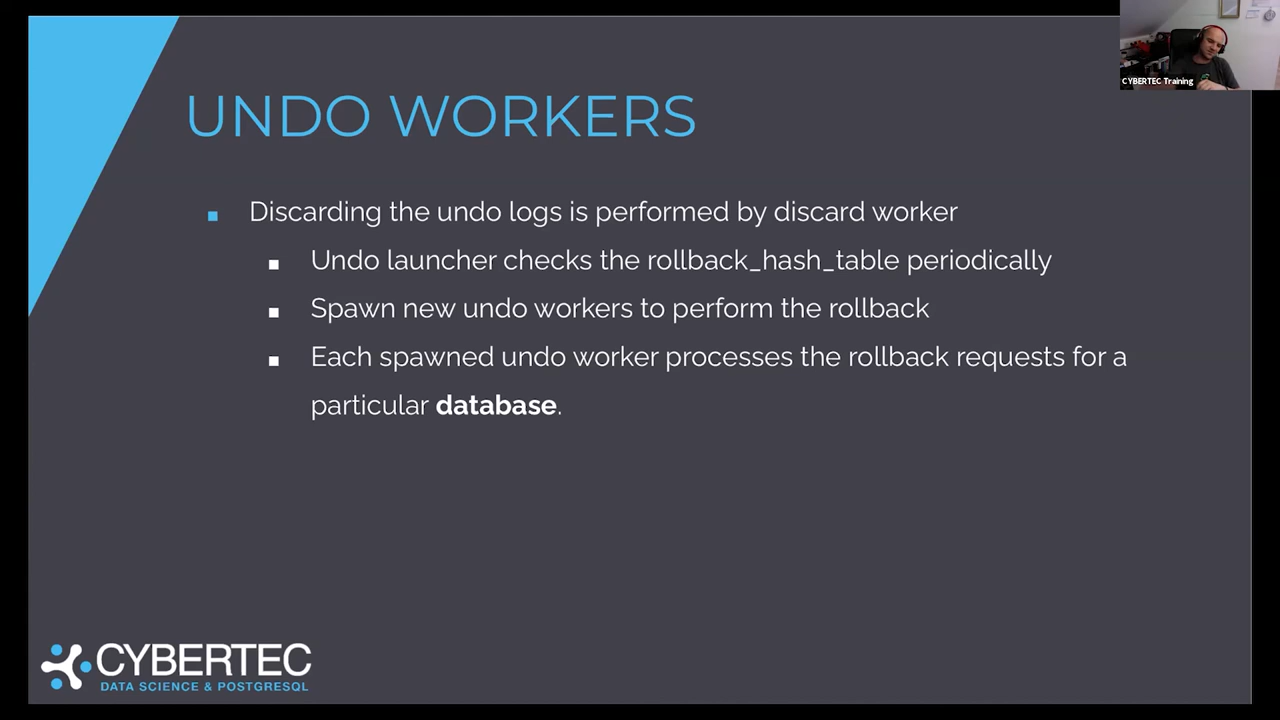 CYBERTEC Training
UNDO WORKERS
Discarding the undo logs is performed by discard worker
Undo launcher checks the rollback_hash_table periodically
Spawn new undo workers to perform the rollback
Each spawned undo worker processes the rollback requests for a
particular database.
CYBERTEC
DATA SCIENCE & POSTGRESQL